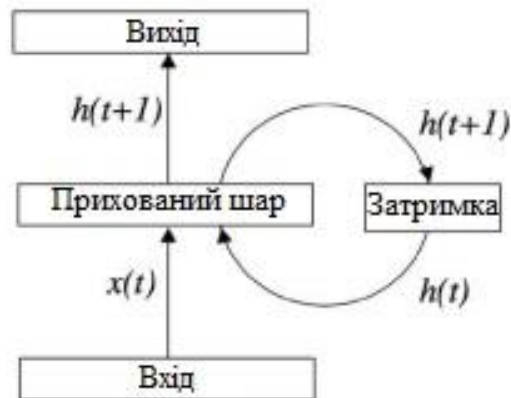 Вихід
h(t+1)
h(t+1)
Прихований шар
Затримка
x(t)
h(t)
Вхід